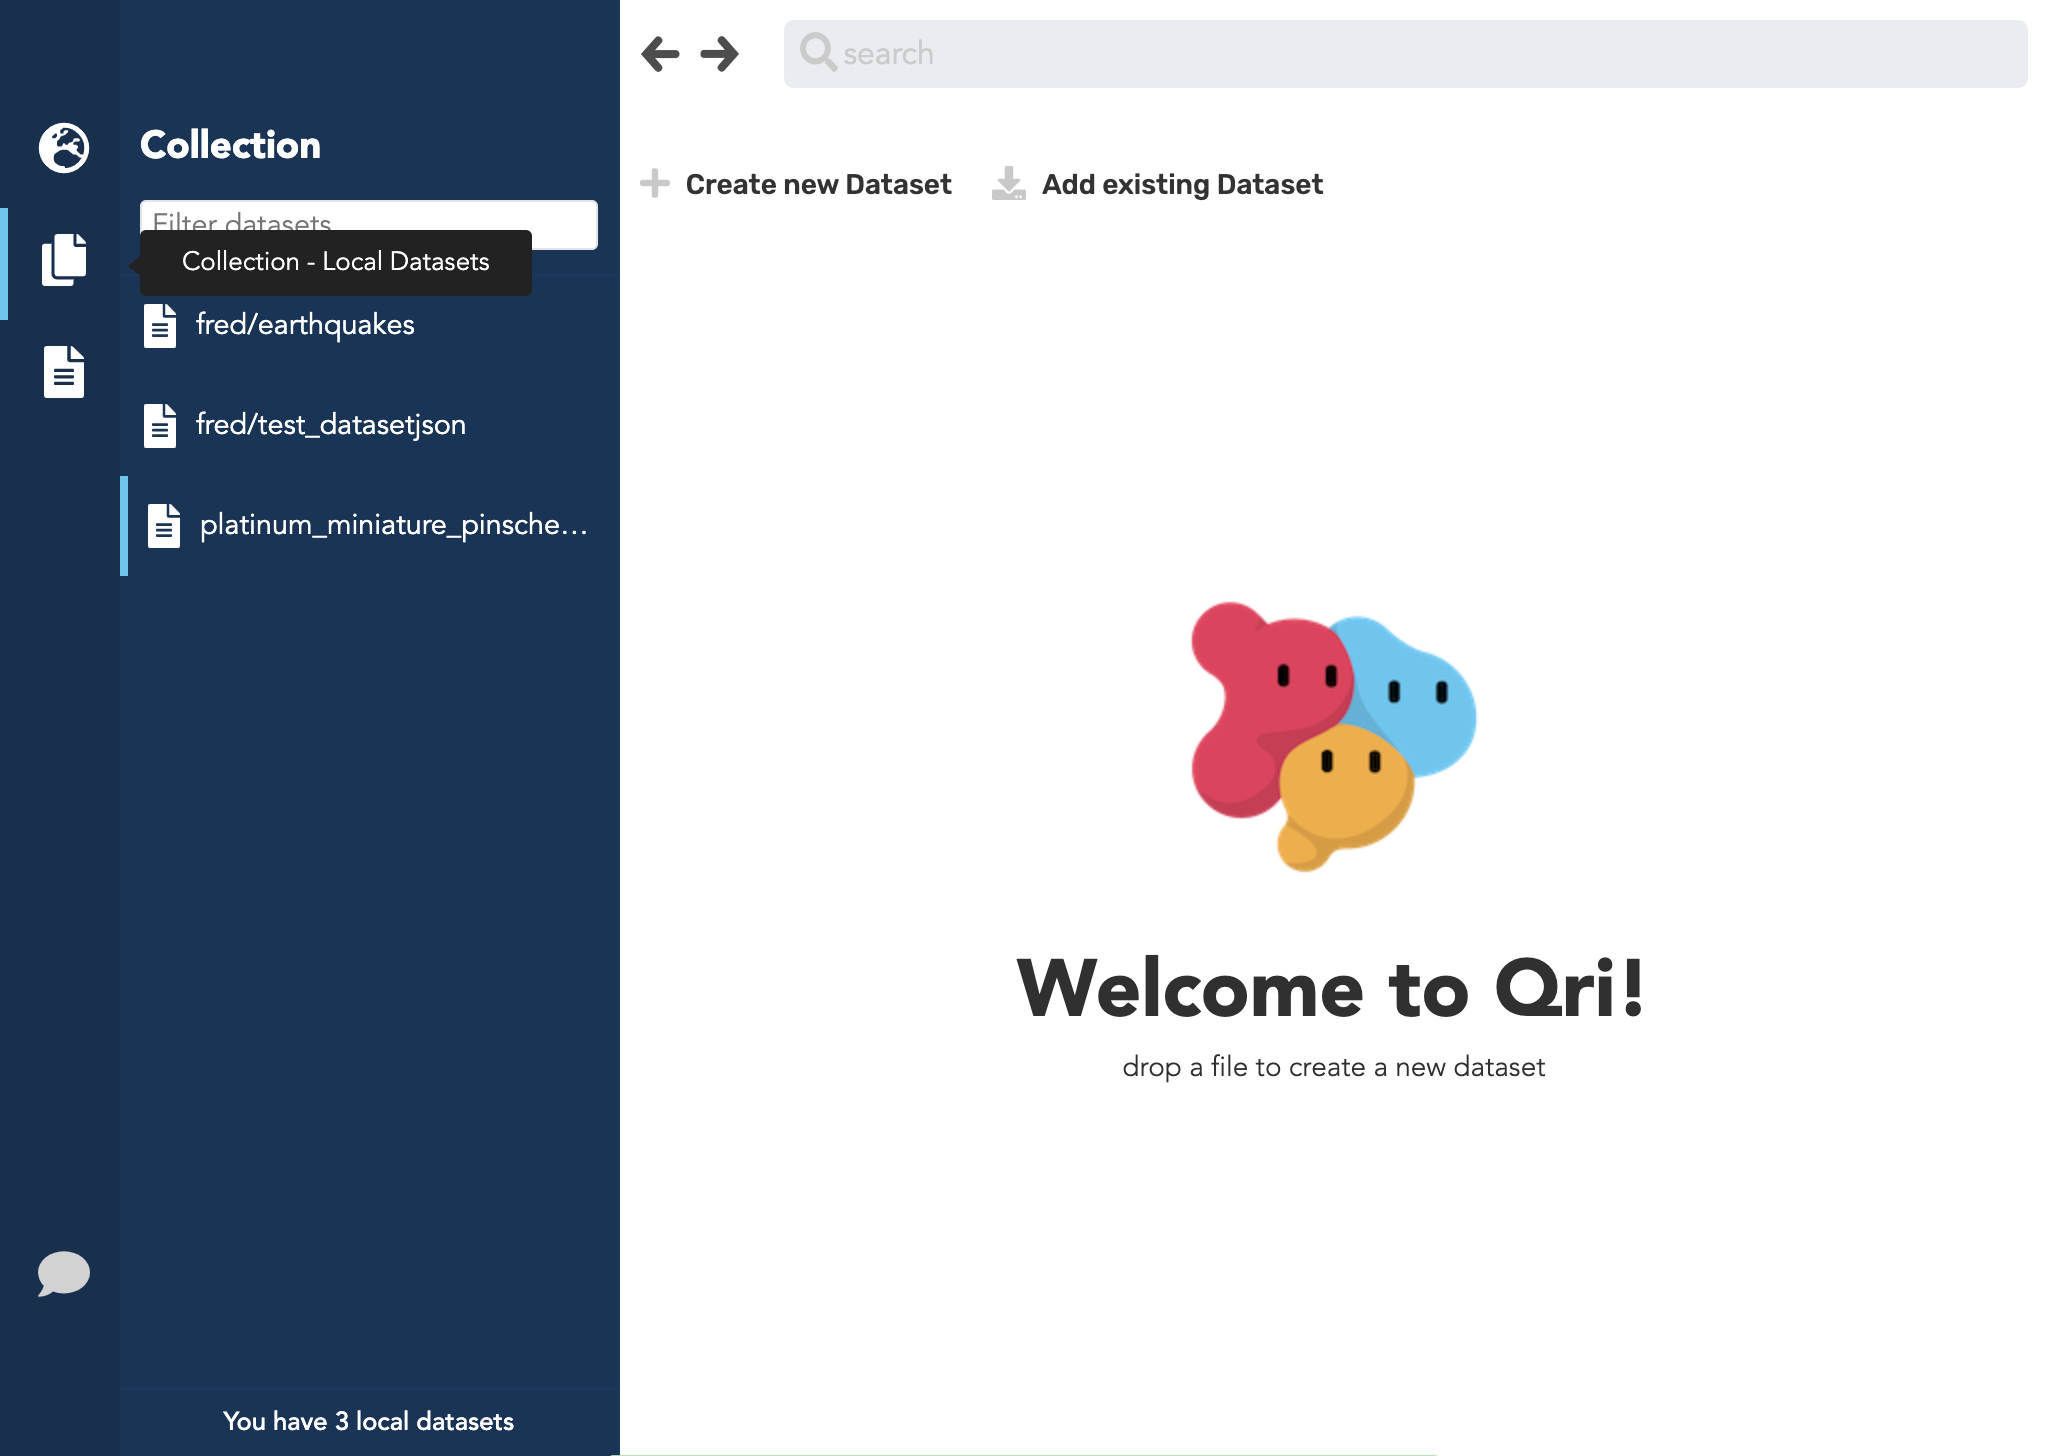 search
Collection
Filter datasets
Collection - Local Datasets
fred/earthquakes
fred/test_datasetjson
platinum_miniature_pinsche...
Create new Dataset
Add existing Dataset
Welcome to Qri!
drop a file to create a new dataset
You have 3 local datasets